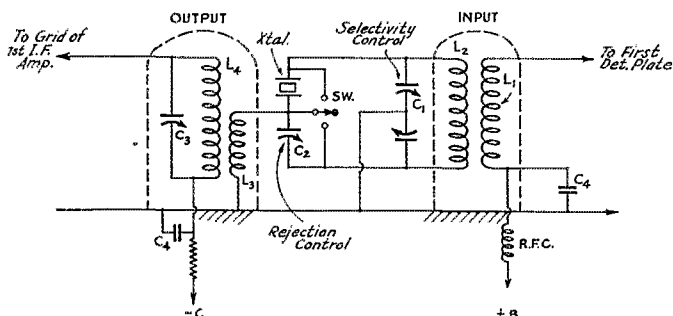 OUTPUT
INPUT
To Grid of
1st I.F.
Amp.
Xtal.
Selectivity
Control
To First
Det. Plate
L4
L2
L1
SW.
C1
C3
C2
L3
C4
C4
Rejection
Control
R.F.C.
-C
+B